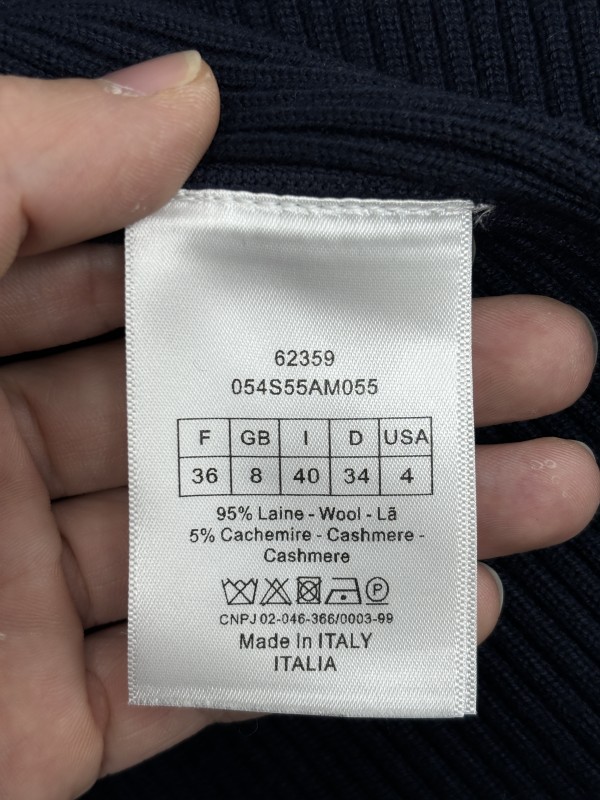 62359
054S55AM055
F GB I D USA
36 8 40 34 4
95% Laine - Wool - Lã
5% Cachemire - Cashmere -
Cashmere
P
CNPJ 02-046-366/0003-99
Made In ITALY
ITALIA